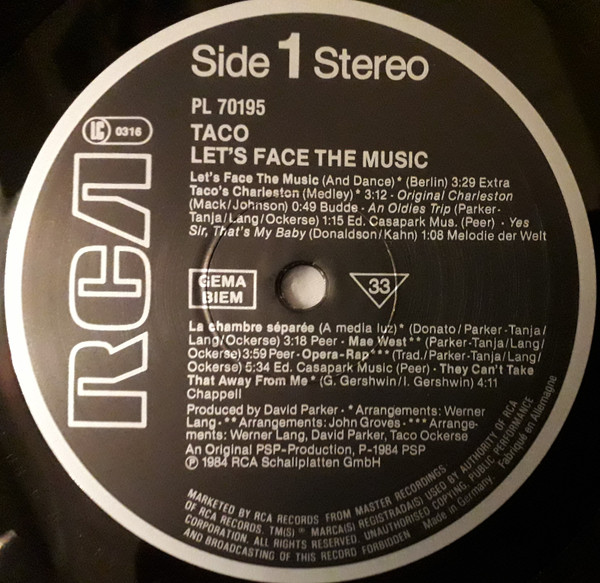 Side 1 Stereo
PL 70195
LC 0316
TACO
LET'S FACE THE MUSIC
RCA
Let's Face The Music (And Dance) * (Berlin) 3:29 Extra
Taco's Charleston (Medley) * 3:12 · Original Charleston
(Mack/Johnson) 0:49 Budde · An Oldies Trip (Parker-
Tanja/Lang/Ockerse) 1:15 Ed. Casapark Mus. (Peer) · Yes
Sir, That's My Baby (Donaldson/Kahn) 1:08 Melodie der Welt
GEMA
BIEM
33
La chambre séparée (A media luz) * (Donato/Parker-Tanja/
Lang/Ockerse) 3:18 Peer · Mae West ** (Parker-Tanja/Lang/
Ockerse) 3:59 Peer · Opera-Rap *** (Trad./Parker-Tanja/Lang/
Ockerse) 5:34 Ed. Casapark Music (Peer) · They Can't Take
That Away From Me * (G. Gershwin/I. Gershwin) 4:11
Chappell
Produced by David Parker · * Arrangements: Werner
Lang · ** Arrangements: John Groves · *** Arrange-
ments: Werner Lang, David Parker, Taco Ockerse
An Original PSP-Production, P-1984 PSP
℗ 1984 RCA Schallplatten GmbH
MARKETED BY RCA RECORDS FROM MASTER RECORDINGS
OF RCA RECORDS. TM(S) ® MARCA(S) REGISTRADA(S) USED BY AUTHORITY OF RCA
CORPORATION. ALL RIGHTS RESERVED. UNAUTHORISED COPYING, PUBLIC PERFORMANCE
AND BROADCASTING OF THIS RECORD FORBIDDEN Made in Germany. Fabriqué en Allemagne